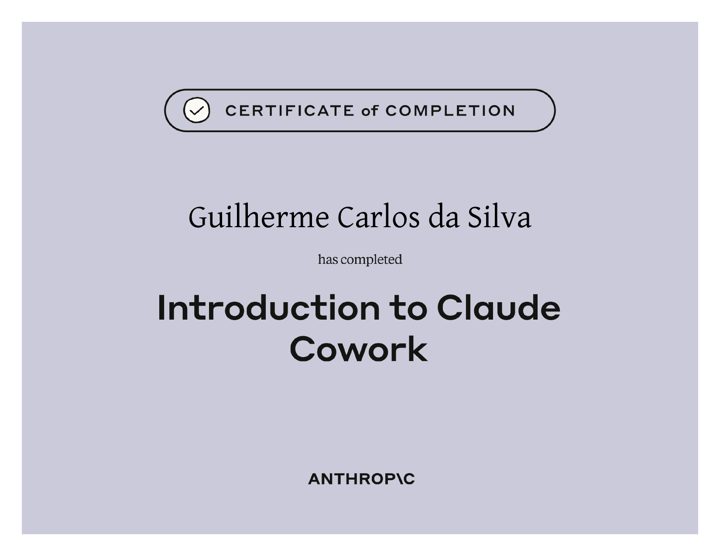 CERTIFICATE of COMPLETION
Guilherme Carlos da Silva
has completed
Introduction to Claude
Cowork
ANTHROP\C